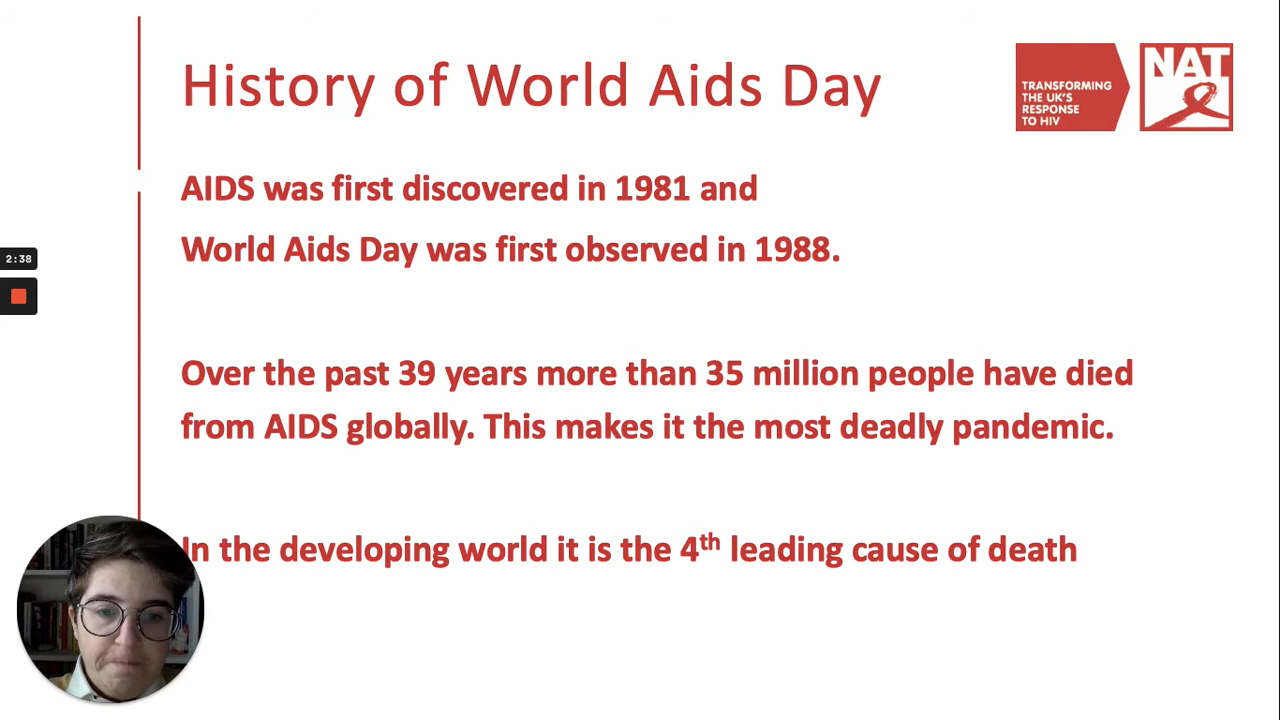 History of World Aids Day
TRANSFORMING
THE UK'S
RESPONSE
TO HIV
NAT
AIDS was first discovered in 1981 and
World Aids Day was first observed in 1988.
2:38
Over the past 39 years more than 35 million people have died
from AIDS globally. This makes it the most deadly pandemic.
In the developing world it is the 4th leading cause of death